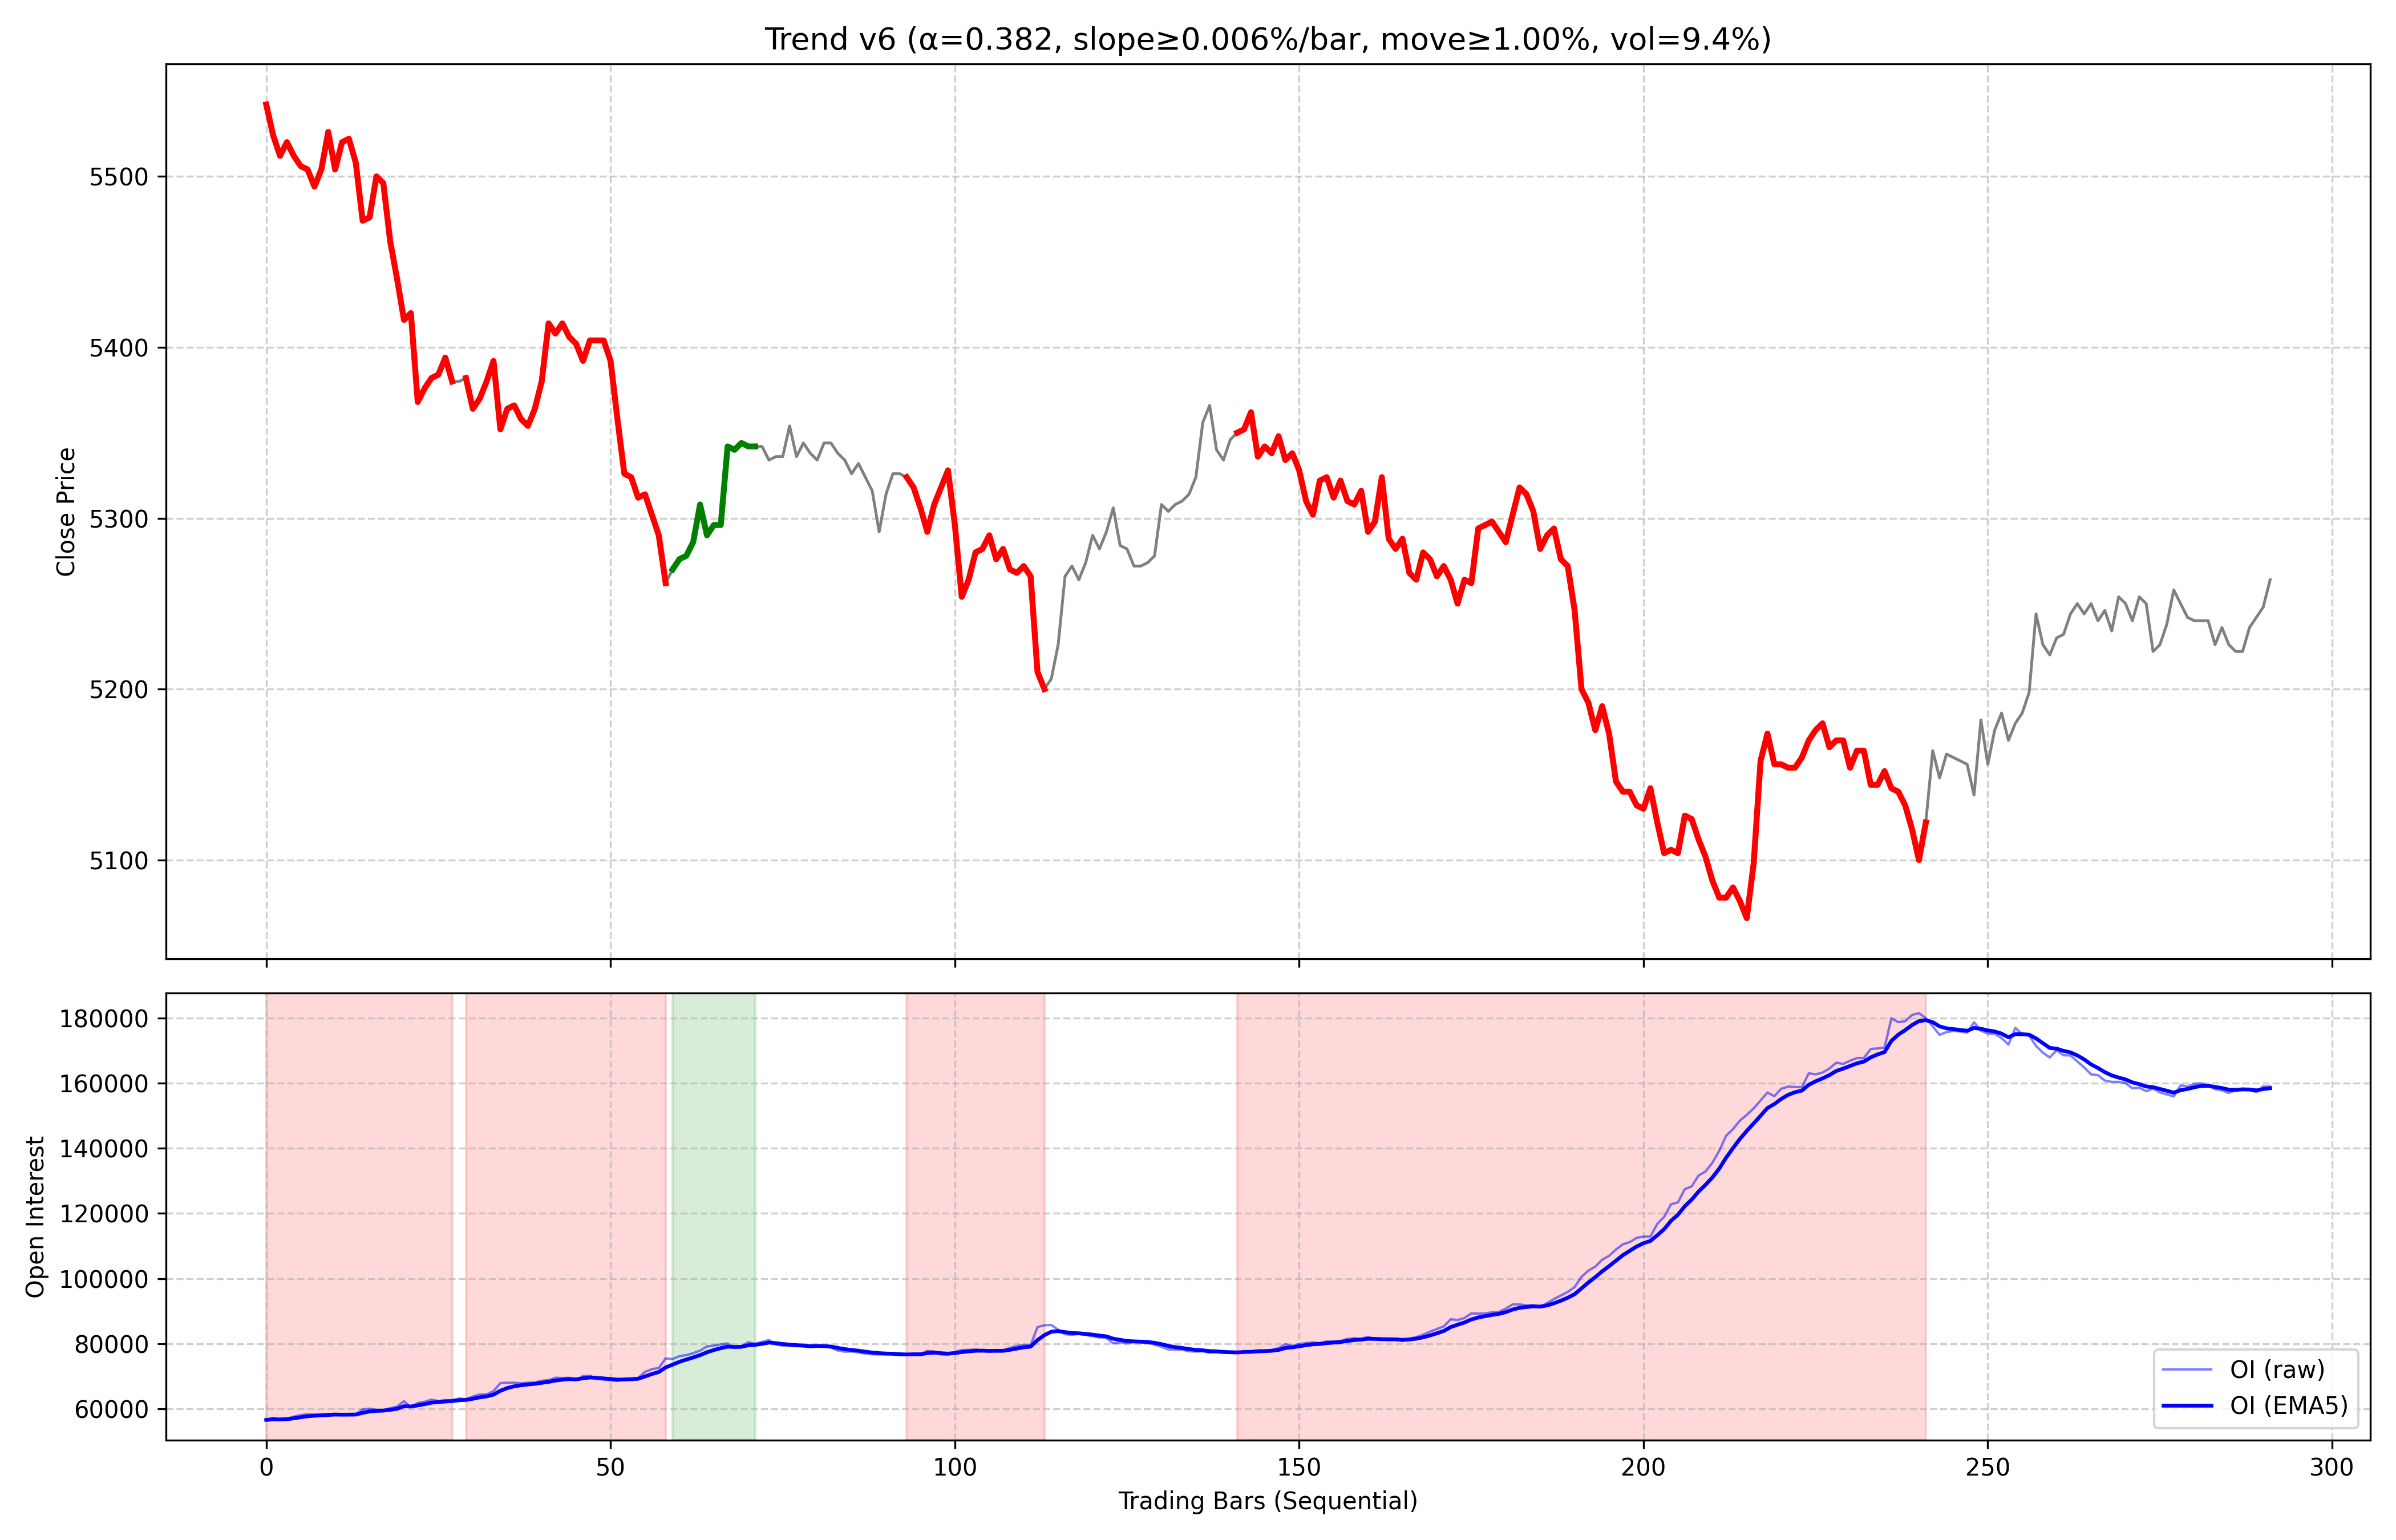 Trend v6 (α=0.382, slope≥0.006%/bar, move≥1.00%, vol=9.4%)
Close Price
5500
5400
5300
5200
5100
Open Interest
180000
160000
140000
120000
100000
80000
60000
OI (raw)
OI (EMA5)
0 50 100 150 200 250 300
Trading Bars (Sequential)